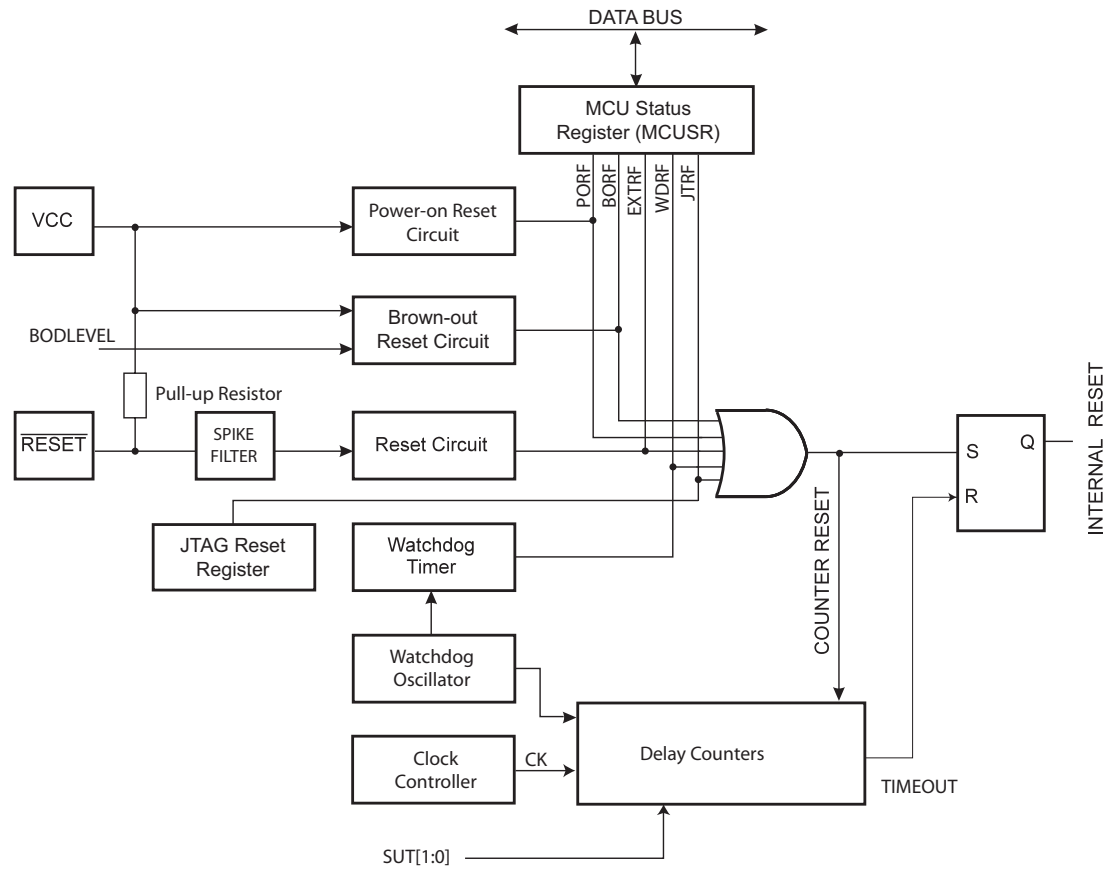 DATA BUS
MCU Status
Register (MCUSR)
PORF
BORF
EXTRF
WDRF
JTRF
VCC
Power-on Reset
Circuit
Brown-out
Reset Circuit
BODLEVEL
Pull-up Resistor
RESET
SPIKE
FILTER
Reset Circuit
JTAG Reset
Register
Watchdog
Timer
Watchdog
Oscillator
Clock
Controller
CK
Delay Counters
SUT[1:0]
COUNTER RESET
TIMEOUT
S
R
Q
INTERNAL RESET